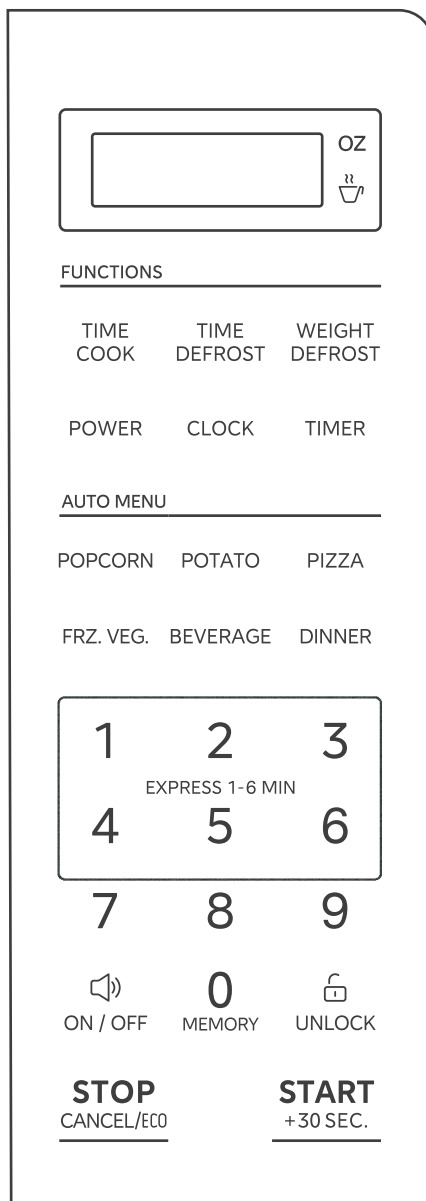 OZ
FUNCTIONS
TIME TIME WEIGHT
COOK DEFROST DEFROST
POWER CLOCK TIMER
AUTO MENU
POPCORN POTATO PIZZA
FRZ. VEG. BEVERAGE DINNER
1 2 3
EXPRESS 1-6 MIN
4 5 6
7 8 9
0
ON / OFF MEMORY UNLOCK
STOP START
CANCEL/ECO +30 SEC.